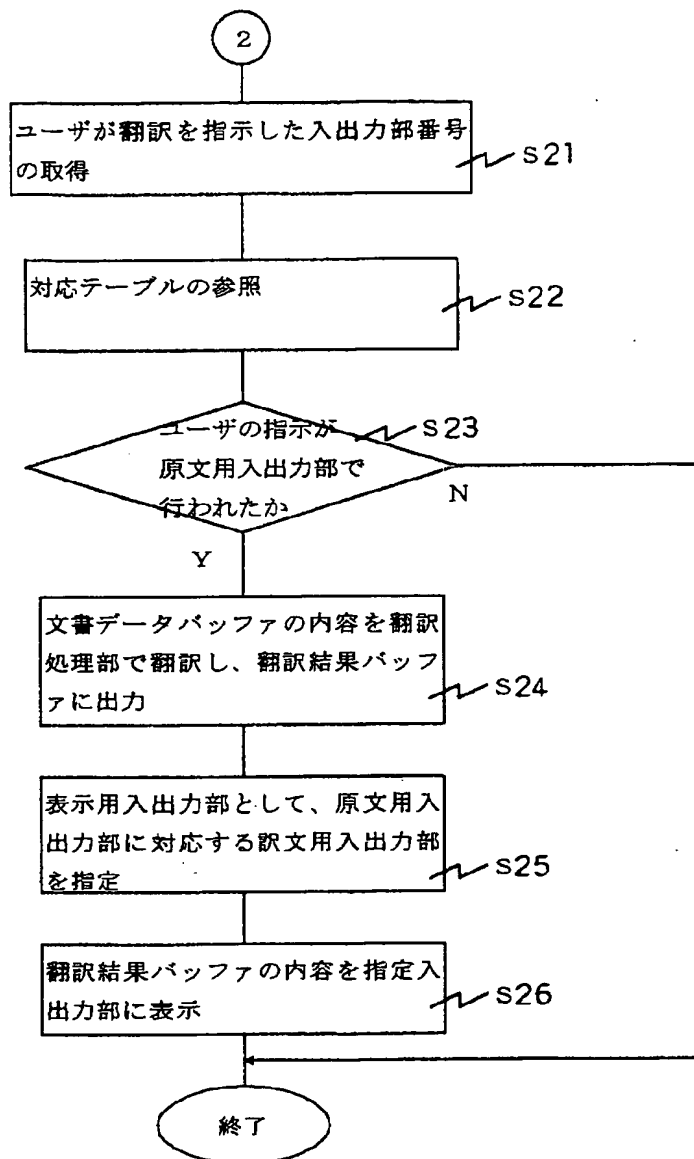 2
ユーザが翻訳を指示した入出力部番号
の取得
S21
対応テーブルの参照
S22
ユーザの指示が
原文用入出力部で
行われたか
S23
N
Y
文書データバッファの内容を翻訳
処理部で翻訳し、翻訳結果バッフ
ァに出力
S24
表示用入出力部として、原文用入
出力部に対応する訳文用入出力部
を指定
S25
翻訳結果バッファの内容を指定入
出力部に表示
S26
終了